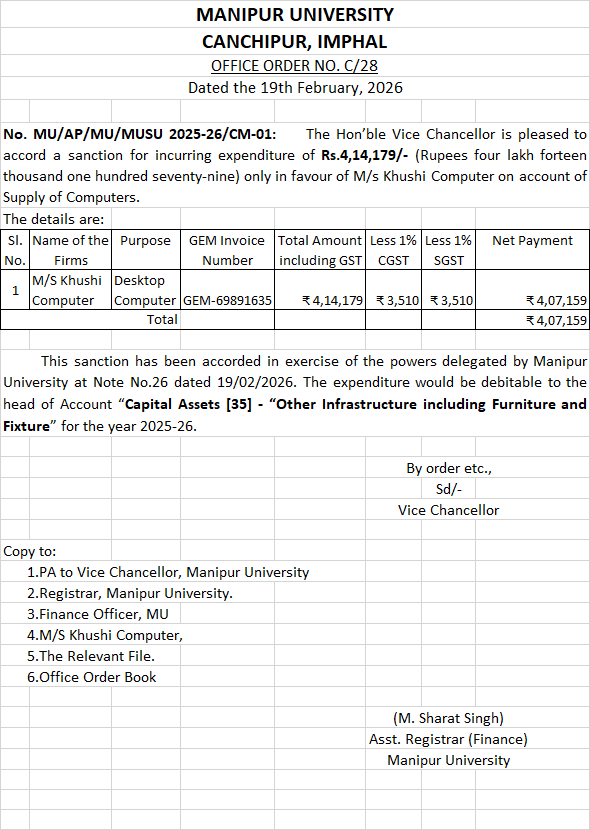 MANIPUR UNIVERSITY
CANCHIPUR, IMPHAL
OFFICE ORDER NO. C/28
Dated the 19th February, 2026
No. MU/AP/MU/MUSU 2025-26/CM-01: The Hon'ble Vice Chancellor is pleased to
accord a sanction for incurring expenditure of Rs.4,14,179/- (Rupees four lakh forteen
thousand one hundred seventy-nine) only in favour of M/s Khushi Computer on account of
Supply of Computers.
The details are:
Sl. Name of the Purpose GEM Invoice Total Amount Less 1% Less 1% Net Payment
No. Firms Number including GST CGST SGST
1 M/S Khushi Desktop
Computer Computer GEM-69891635 ₹ 4,14,179 ₹ 3,510 ₹ 3,510 ₹ 4,07,159
Total ₹ 4,07,159
This sanction has been accorded in exercise of the powers delegated by Manipur
University at Note No.26 dated 19/02/2026. The expenditure would be debitable to the
head of Account “Capital Assets [35] - “Other Infrastructure including Furniture and
Fixture” for the year 2025-26.
By order etc.,
Sd/-
Vice Chancellor
Copy to:
1.PA to Vice Chancellor, Manipur University
2.Registrar, Manipur University.
3.Finance Officer, MU
4.M/S Khushi Computer,
5.The Relevant File.
6.Office Order Book
(M. Sharat Singh)
Asst. Registrar (Finance)
Manipur University